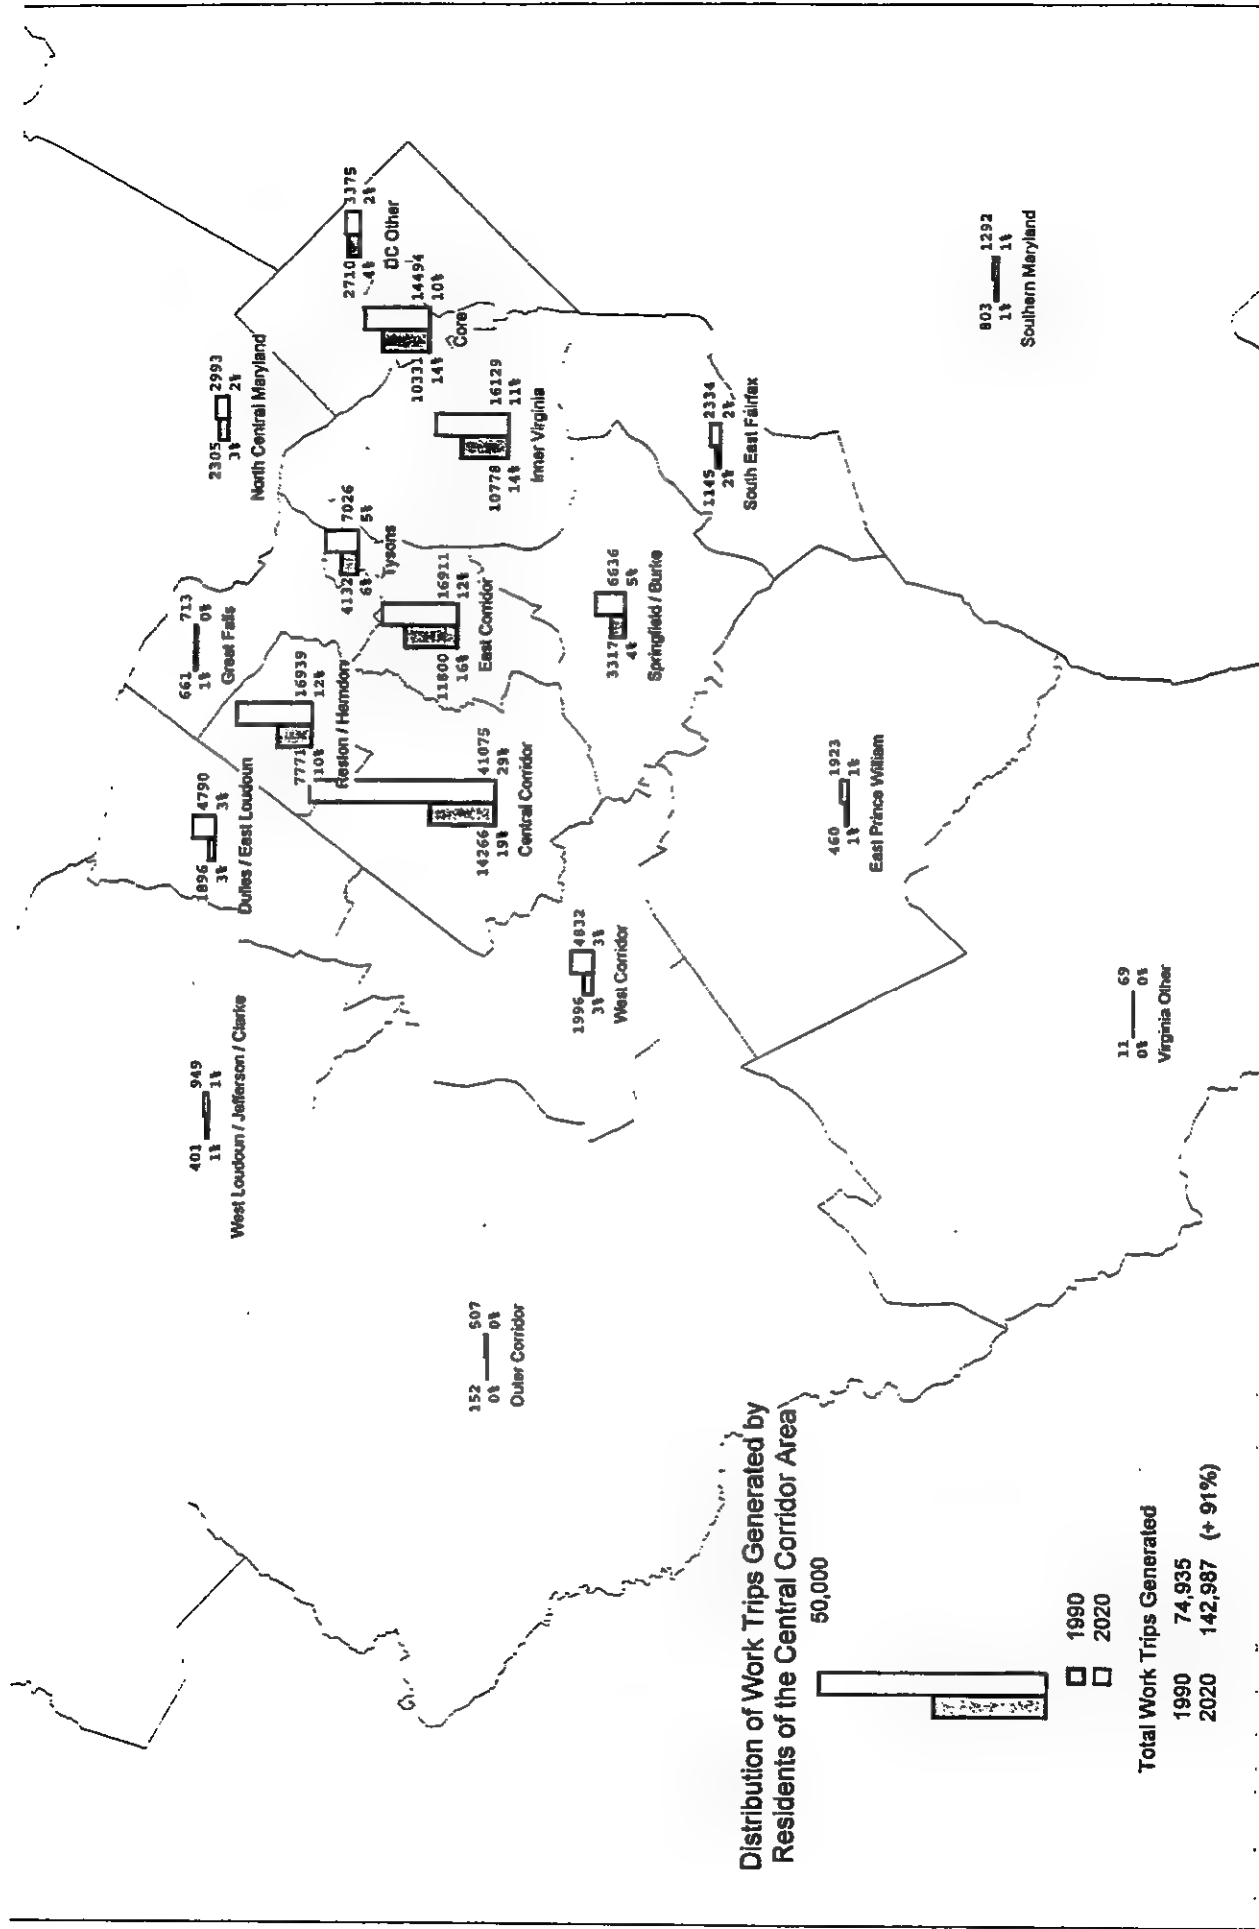 2710 3375
4% 2%
DC Other
10331 14494
14% 10%
Core
2305 2993
3% 2%
North Central Maryland
10778 16129
14% 11%
Inner Virginia
803 1292
1% 1%
Southern Maryland
1145 2334
2% 2%
South East Fairfax
4132 7026
6% 5%
Tysons
661 713
1% 0%
Great Falls
11800 16911
16% 12%
East Corridor
3317 6636
4% 5%
Springfield / Burke
7771 16939
10% 12%
Reston / Herndon
1896 4790
3% 3%
Dulles / East Loudoun
14266 41075
19% 29%
Central Corridor
460 1923
1% 1%
East Prince William
1996 4832
3% 3%
West Corridor
401 949
1% 1%
West Loudoun / Jefferson / Clarke
11 69
0% 0%
Virginia Other
152 507
0% 0%
Outer Corridor
Distribution of Work Trips Generated by
Residents of the Central Corridor Area
50,000
1990
2020
Total Work Trips Generated
1990 74,935
2020 142,987 (+ 91%)